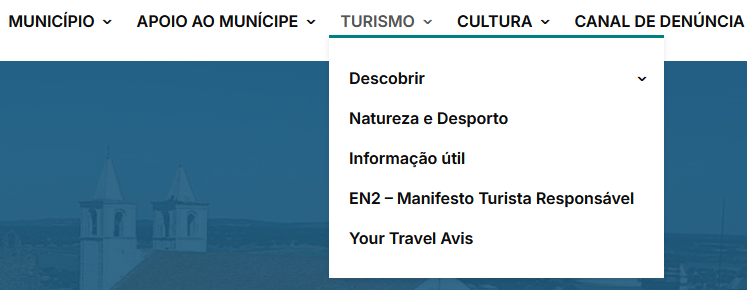 MUNICÍPIO APOIO AO MUNÍCIPE TURISMO CULTURA CANAL DE DENÚNCIA
Descobrir
Natureza e Desporto
Informação útil
EN2 – Manifesto Turista Responsável
Your Travel Avis